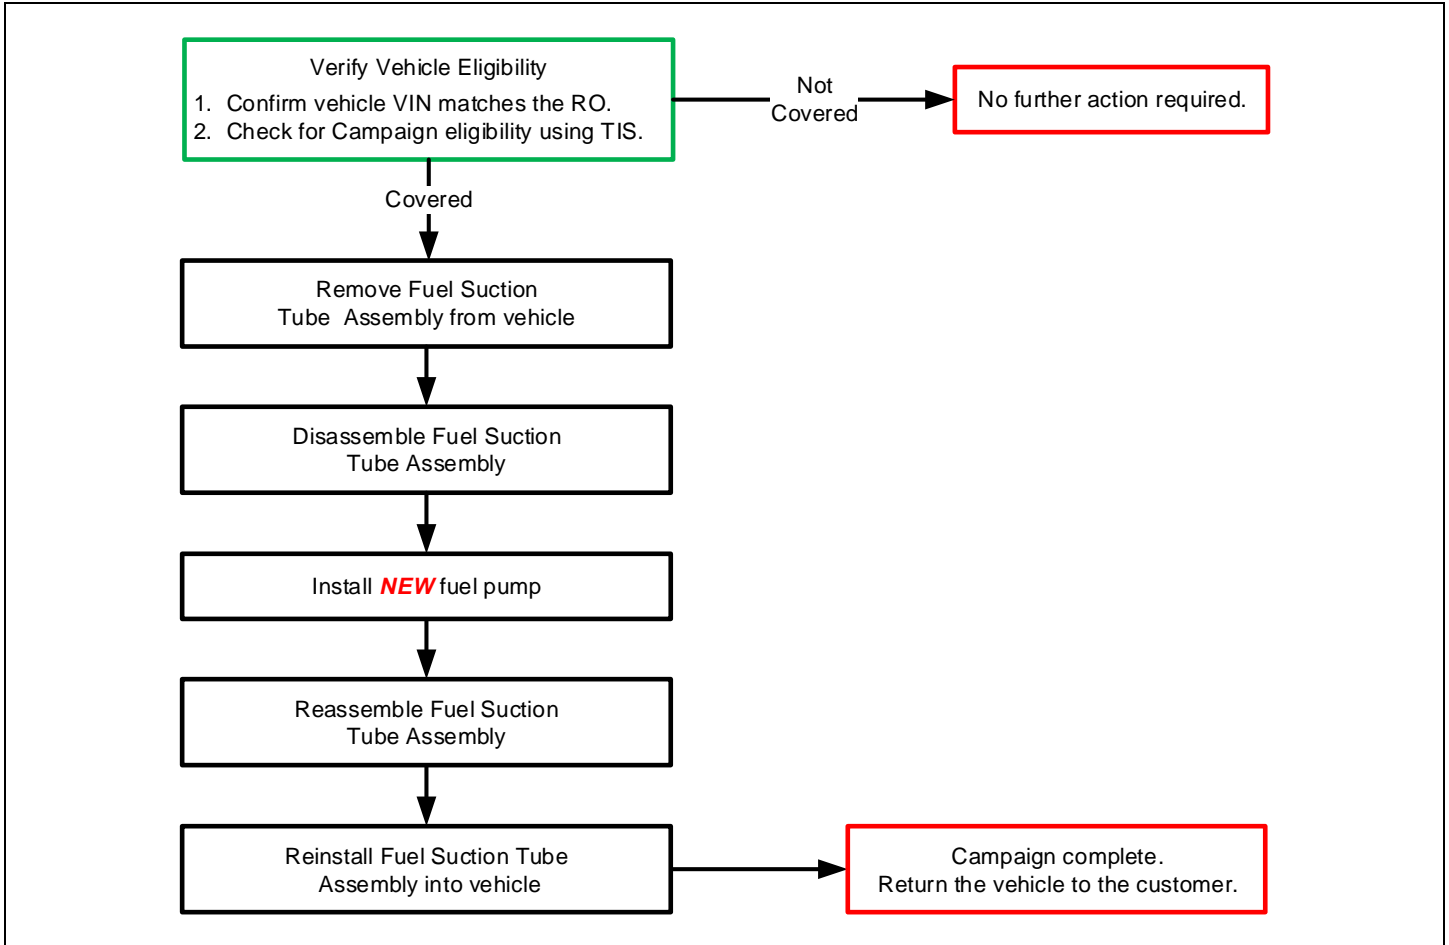 Verify Vehicle Eligibility
1. Confirm vehicle VIN matches the RO.
2. Check for Campaign eligibility using TIS.
Not
Covered
No further action required.
Covered
Remove Fuel Suction
Tube Assembly from vehicle
Disassemble Fuel Suction
Tube Assembly
Install NEW fuel pump
Reassemble Fuel Suction
Tube Assembly
Reinstall Fuel Suction Tube
Assembly into vehicle
Campaign complete.
Return the vehicle to the customer.